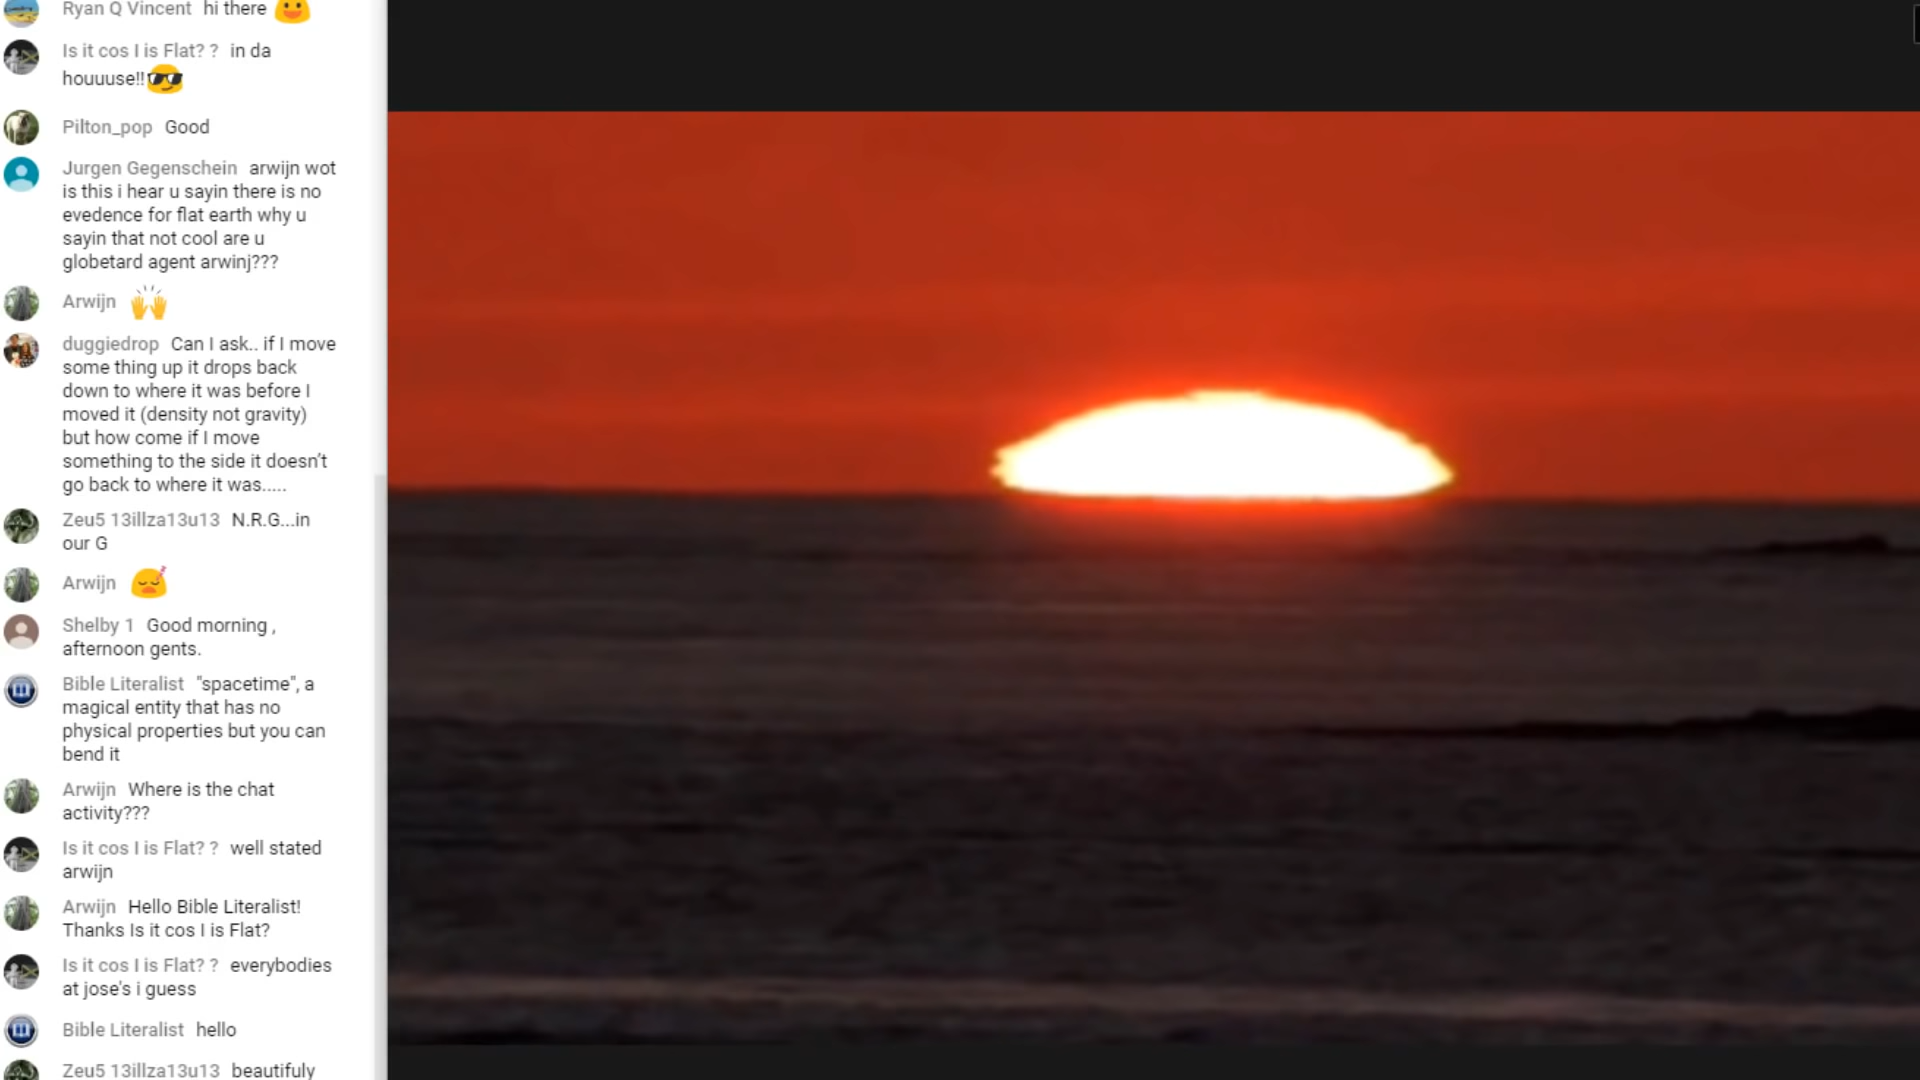 Ryan Q Vincent hi there
Is it cos I is Flat? ? in da
houuuse!!
Pilton_pop Good
Jurgen Gegenschein arwijn wot
is this i hear u sayin there is no
evedence for flat earth why u
sayin that not cool are u
globetard agent arwinj???
Arwijn
duggiedrop Can I ask.. if I move
some thing up it drops back
down to where it was before I
moved it (density not gravity)
but how come if I move
something to the side it doesn't
go back to where it was.....
Zeu5 13illza13u13 N.R.G...in
our G
Arwijn
Shelby 1 Good morning ,
afternoon gents.
Bible Literalist "spacetime", a
magical entity that has no
physical properties but you can
bend it
Arwijn Where is the chat
activity???
Is it cos I is Flat? ? well stated
arwijn
Arwijn Hello Bible Literalist!
Thanks Is it cos I is Flat?
Is it cos I is Flat? ? everybodies
at jose's i guess
Bible Literalist hello
Zeu5 13illza13u13 beautifuly